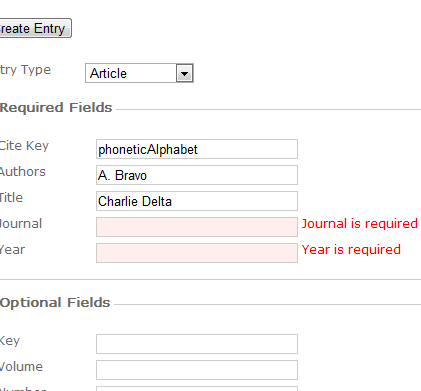 reate Entry
try Type Article
Required Fields
Cite Key phoneticAlphabet
Authors A. Bravo
Title Charlie Delta
Journal Journal is required
Year Year is required
Optional Fields
Key
Volume
Number